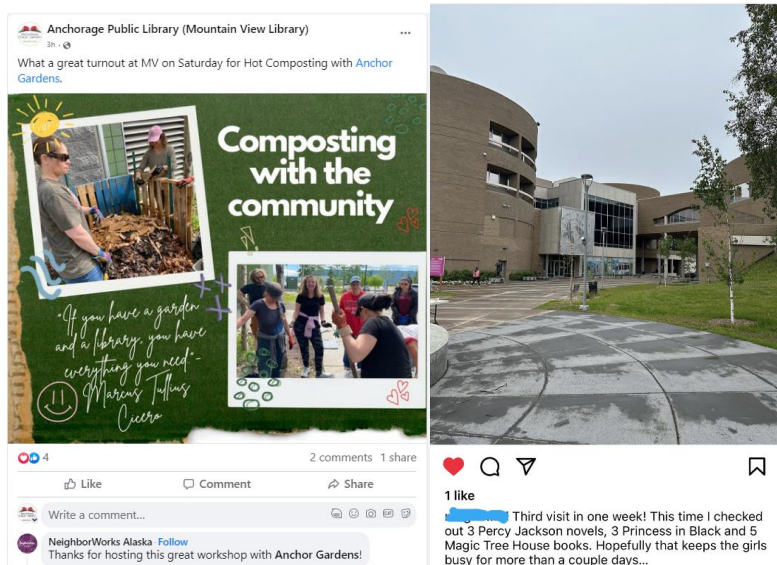 Anchorage Public Library (Mountain View Library)
3h
What a great turnout at MV on Saturday for Hot Composting with Anchor
Gardens.
Composting
with the
community
"If you have a garden
and a library, you have
everything you need"-
Marcus Tullius
Cicero
4
2 comments 1 share
Like
Comment
Share
Write a comment...
GIF
NeighborWorks Alaska · Follow
Thanks for hosting this great workshop with Anchor Gardens!
1 like
Third visit in one week! This time I checked
out 3 Percy Jackson novels, 3 Princess in Black and 5
Magic Tree House books. Hopefully that keeps the girls
busy for more than a couple days...